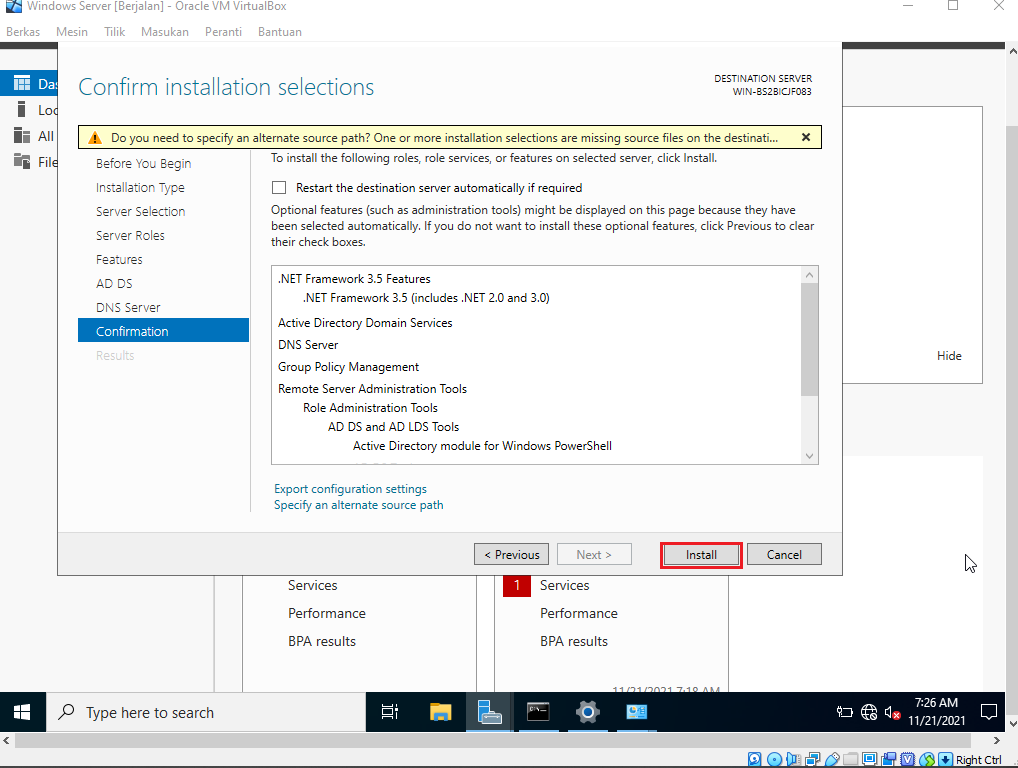 Windows Server [Berjalan] - Oracle VM VirtualBox
Berkas Mesin Tilik Masukan Peranti Bantuan
Confirm installation selections
DESTINATION SERVER
WIN-BS2BICJF083
Do you need to specify an alternate source path? One or more installation selections are missing source files on the destinati...
Das
Loc
All
File
Before You Begin
Installation Type
Server Selection
Server Roles
Features
AD DS
DNS Server
Confirmation
Results
To install the following roles, role services, or features on selected server, click Install.
Restart the destination server automatically if required
Optional features (such as administration tools) might be displayed on this page because they have
been selected automatically. If you do not want to install these optional features, click Previous to clear
their check boxes.
.NET Framework 3.5 Features
.NET Framework 3.5 (includes .NET 2.0 and 3.0)
Active Directory Domain Services
DNS Server
Group Policy Management
Remote Server Administration Tools
Role Administration Tools
AD DS and AD LDS Tools
Active Directory module for Windows PowerShell
Export configuration settings
Specify an alternate source path
Hide
< Previous Next > Install Cancel
Services
Performance
BPA results
1 Services
Performance
BPA results
11/21/2021 7:18 AM
Type here to search
7:26 AM
11/21/2021
Right Ctrl